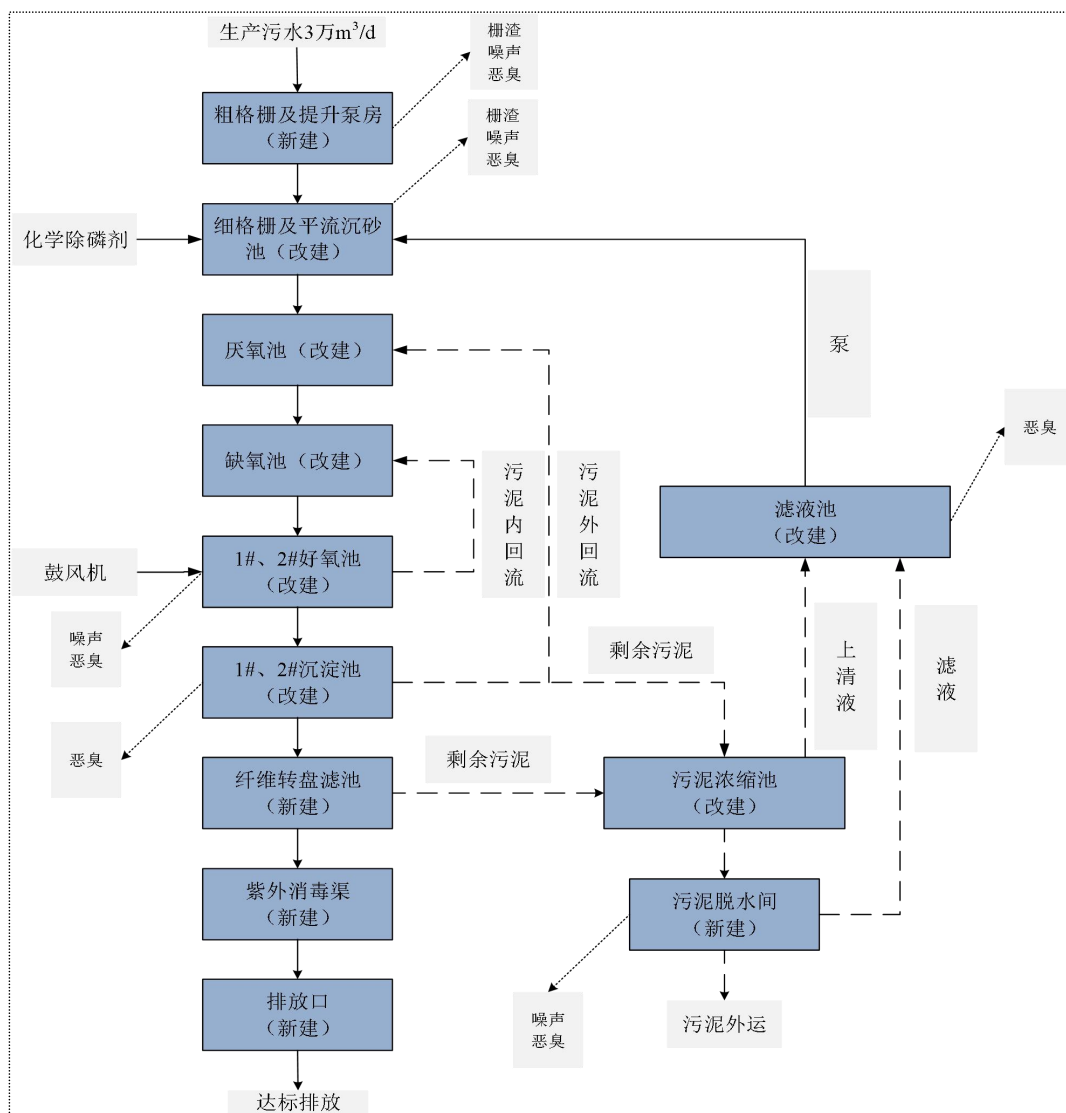 生产污水3万m³/d
栅渣
噪声
恶臭
粗格栅及提升泵房
（新建）
栅渣
噪声
恶臭
化学除磷剂
细格栅及平流沉砂
池（改建）
泵
厌氧池（改建）
恶臭
缺氧池（改建）
污泥内回流
污泥外回流
滤液池
（改建）
鼓风机
1#、2#好氧池
（改建）
噪声
恶臭
剩余污泥
上清液
滤液
1#、2#沉淀池
（改建）
恶臭
剩余污泥
纤维转盘滤池
（新建）
污泥浓缩池
（改建）
紫外消毒渠
（新建）
污泥脱水间
（新建）
排放口
（新建）
噪声
恶臭
污泥外运
达标排放